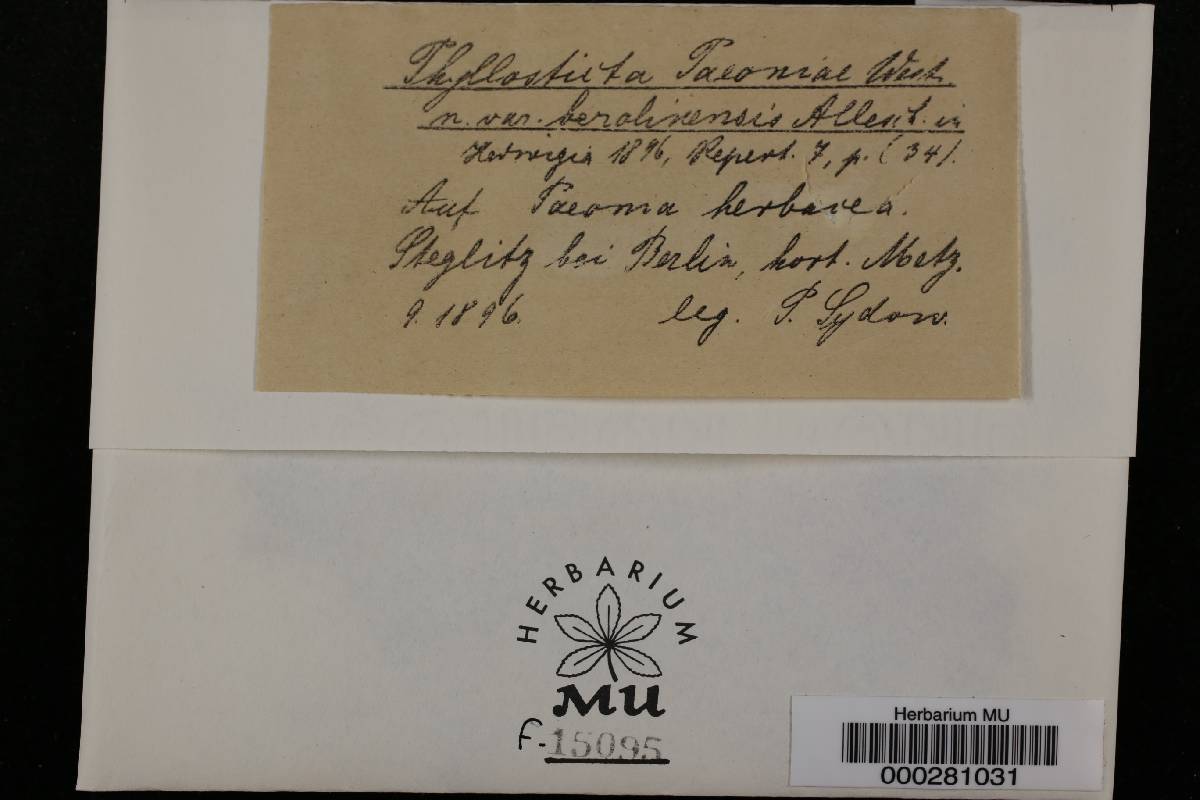 Phyllosticta Paeoniae West.
n. var. berolinensis Allesch. in
Hedwigia 1896, Repert. 7, p. (34).
Auf Paeonia herbacea.
Steglitz bei Berlin, hort. Metz.
9. 1896. leg. P. Sydow.
HERBARIUM
MU
F-15095
Herbarium MU
000281031